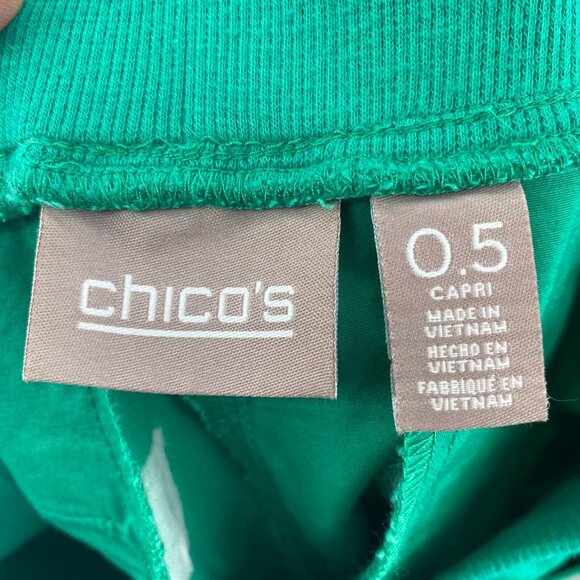 chico's
0.5
CAPRI
MADE IN
VIETNAM
HECHO EN
VIETNAM
FABRIQUÉ EN
VIETNAM